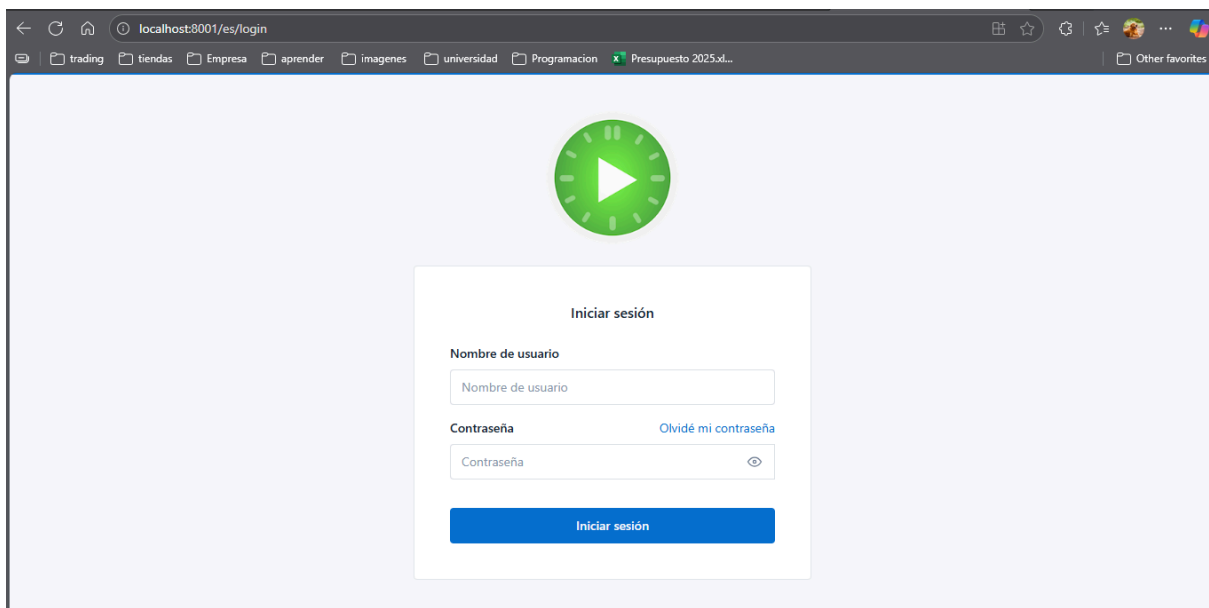 localhost:8001/es/login
trading tiendas Empresa aprender imagenes universidad Programacion Presupuesto 2025.xl... Other favorites
Iniciar sesión
Nombre de usuario
Nombre de usuario
Contraseña Olvidé mi contraseña
Contraseña
Iniciar sesión